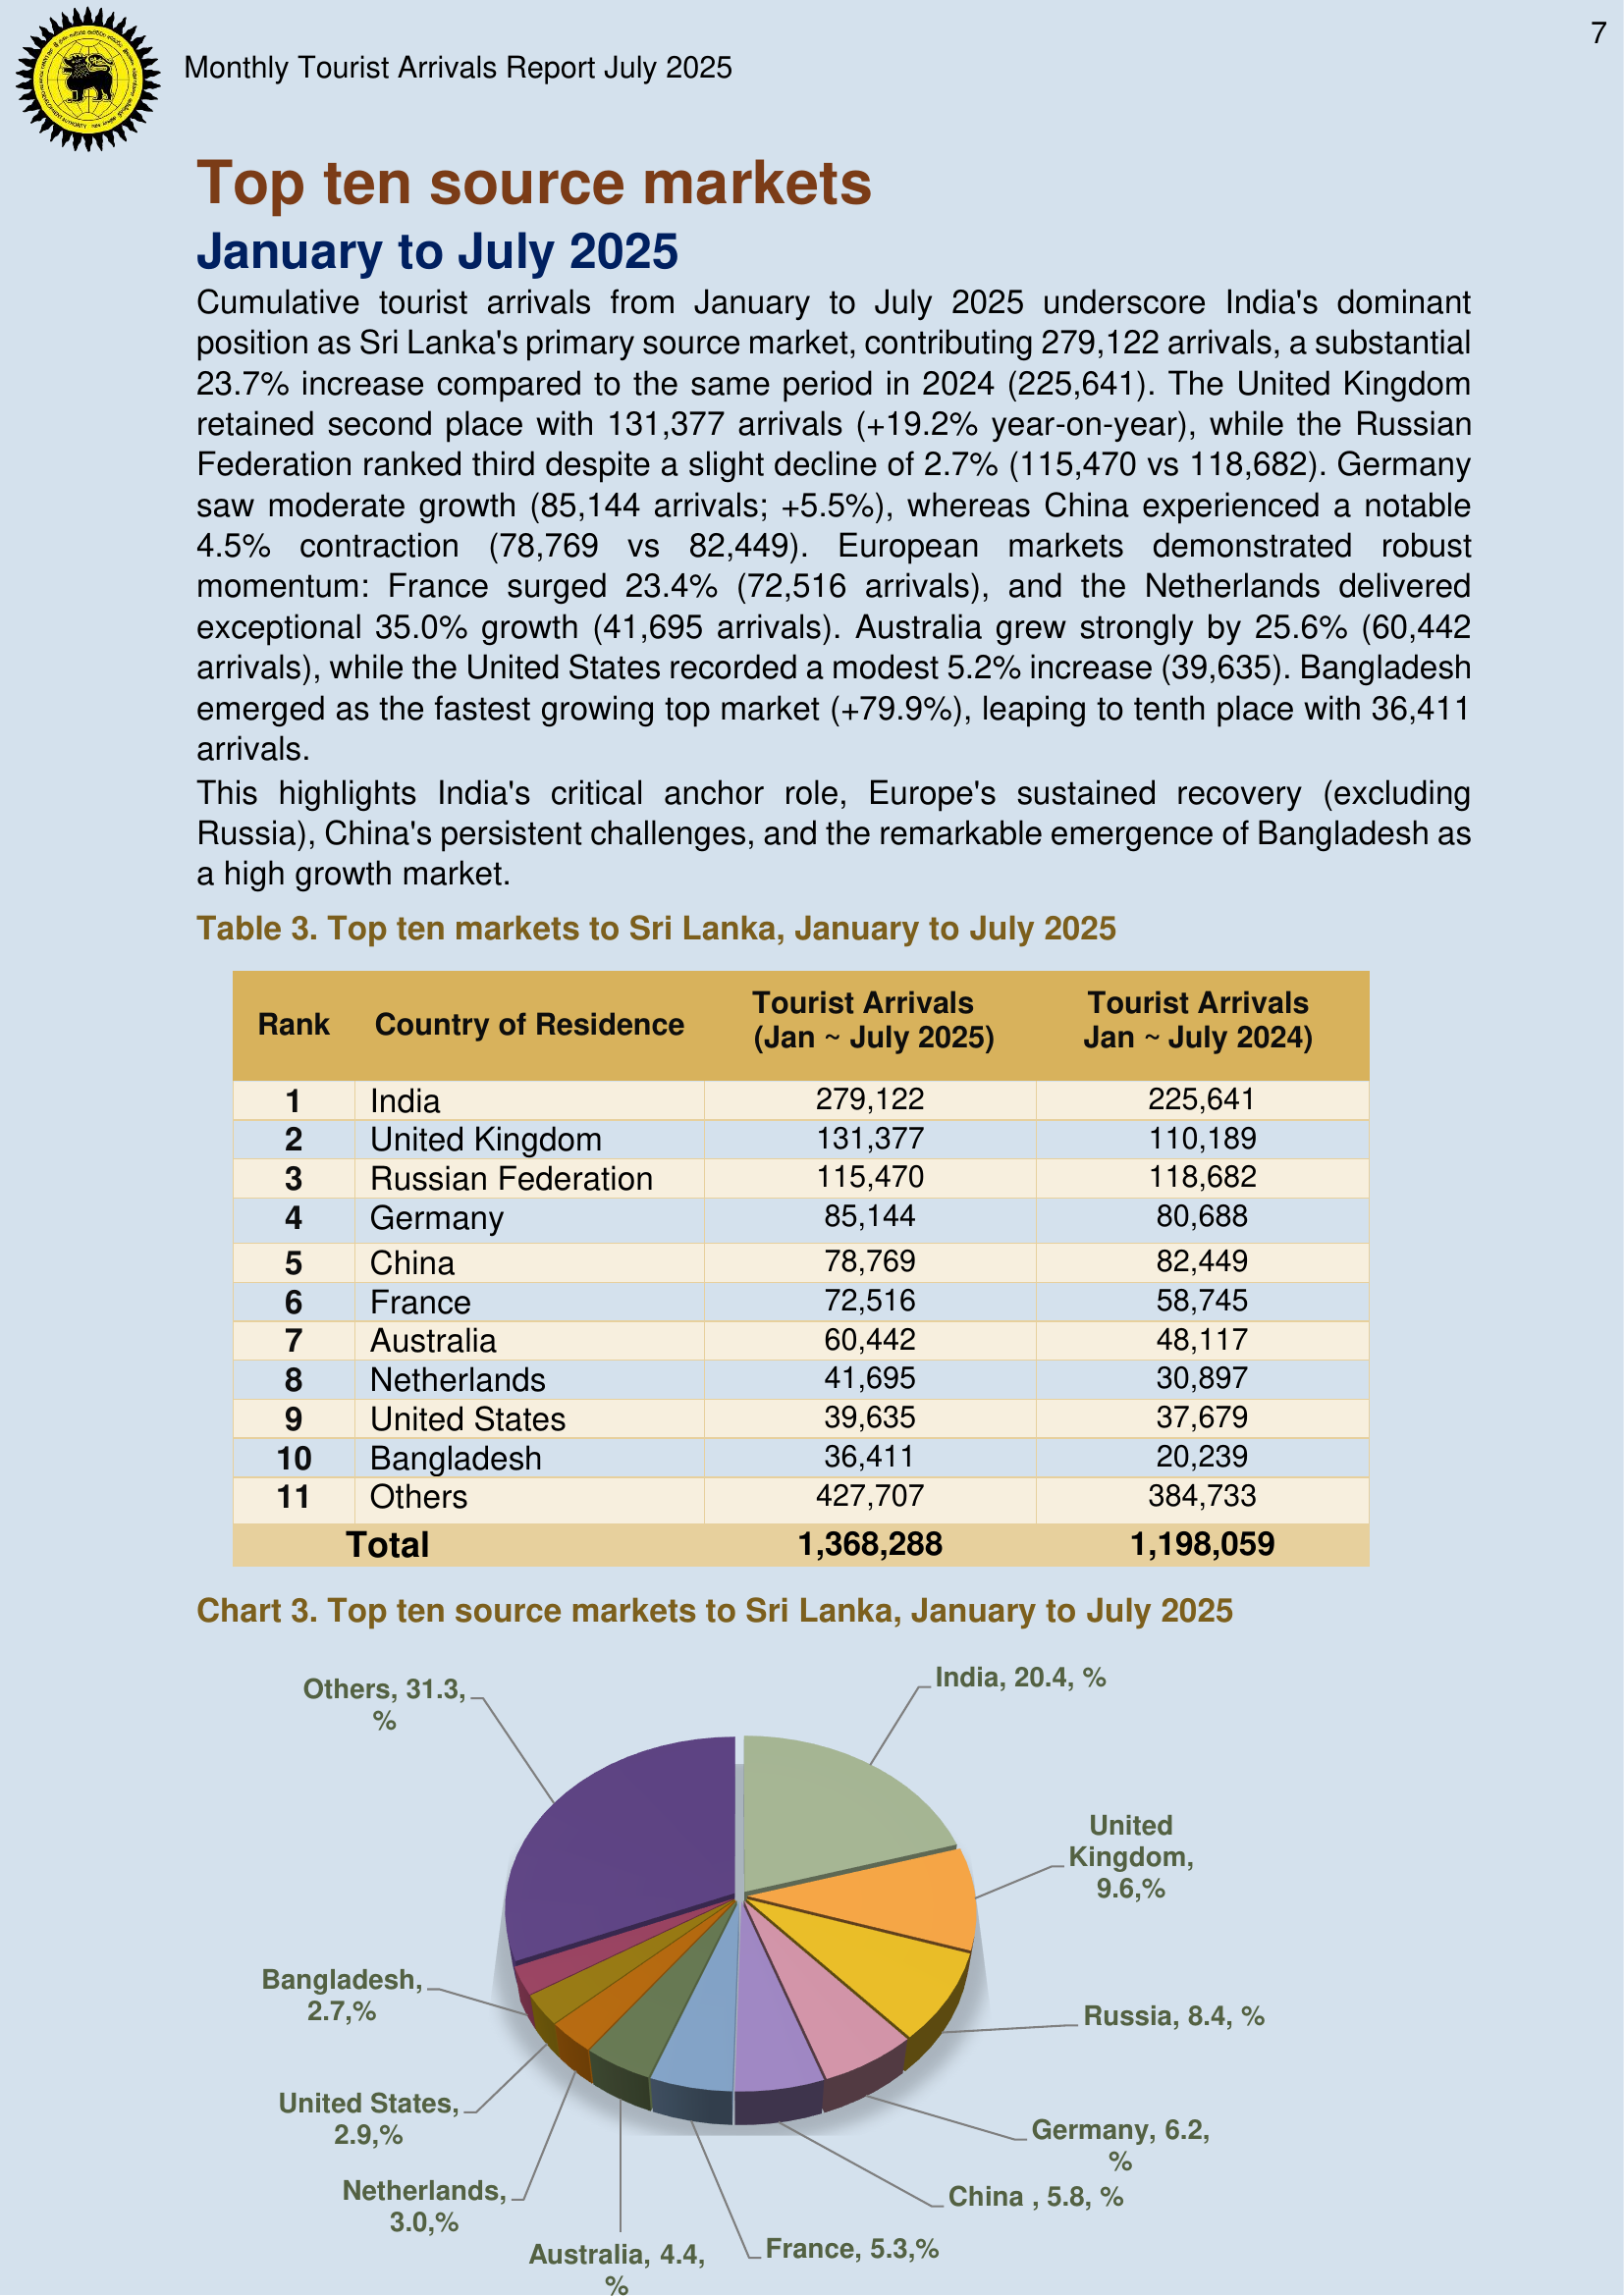 7
Monthly Tourist Arrivals Report July 2025
Top ten source markets
January to July 2025
Cumulative tourist arrivals from January to July 2025 underscore India's dominant
position as Sri Lanka's primary source market, contributing 279,122 arrivals, a substantial
23.7% increase compared to the same period in 2024 (225,641). The United Kingdom
retained second place with 131,377 arrivals (+19.2% year-on-year), while the Russian
Federation ranked third despite a slight decline of 2.7% (115,470 vs 118,682). Germany
saw moderate growth (85,144 arrivals; +5.5%), whereas China experienced a notable
4.5% contraction (78,769 vs 82,449). European markets demonstrated robust
momentum: France surged 23.4% (72,516 arrivals), and the Netherlands delivered
exceptional 35.0% growth (41,695 arrivals). Australia grew strongly by 25.6% (60,442
arrivals), while the United States recorded a modest 5.2% increase (39,635). Bangladesh
emerged as the fastest growing top market (+79.9%), leaping to tenth place with 36,411
arrivals.
This highlights India's critical anchor role, Europe's sustained recovery (excluding
Russia), China's persistent challenges, and the remarkable emergence of Bangladesh as
a high growth market.
Table 3. Top ten markets to Sri Lanka, January to July 2025
Rank Country of Residence Tourist Arrivals (Jan ~ July 2025) Tourist Arrivals Jan ~ July 2024)
1 India 279,122 225,641
2 United Kingdom 131,377 110,189
3 Russian Federation 115,470 118,682
4 Germany 85,144 80,688
5 China 78,769 82,449
6 France 72,516 58,745
7 Australia 60,442 48,117
8 Netherlands 41,695 30,897
9 United States 39,635 37,679
10 Bangladesh 36,411 20,239
11 Others 427,707 384,733
Total 1,368,288 1,198,059
Chart 3. Top ten source markets to Sri Lanka, January to July 2025
India, 20.4, %
Others, 31.3,
%
United
Kingdom,
9.6,%
Bangladesh,
2.7,%
Russia, 8.4, %
United States,
2.9,%
Germany, 6.2,
%
Netherlands,
3.0,%
China , 5.8, %
Australia, 4.4,
%
France, 5.3,%